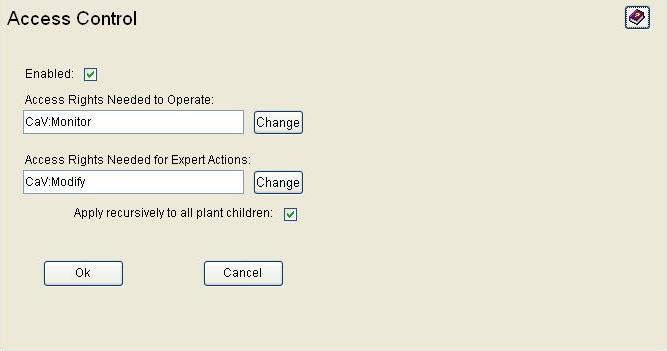 Access Control
Enabled:
Access Rights Needed to Operate:
CaV:Monitor Change
Access Rights Needed for Expert Actions:
CaV:Modify Change
Apply recursively to all plant children:
Ok Cancel